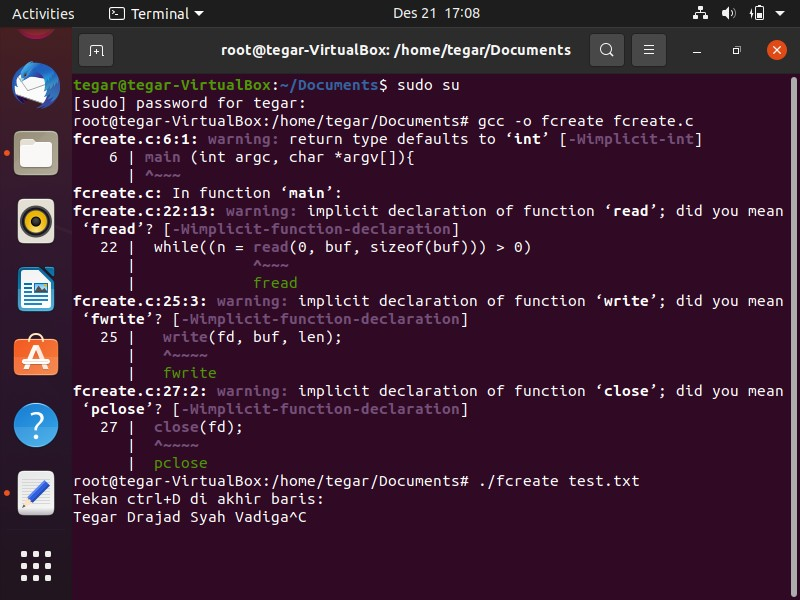 Activities
Terminal
Des 21 17:08
root@tegar-VirtualBox: /home/tegar/Documents
tegar@tegar-VirtualBox:~/Documents$ sudo su
[sudo] password for tegar:
root@tegar-VirtualBox:/home/tegar/Documents# gcc -o fcreate fcreate.c
fcreate.c:6:1: warning: return type defaults to ‘int’ [-Wimplicit-int]
    6 | main (int argc, char *argv[]){
      | ^~~~
fcreate.c: In function ‘main’:
fcreate.c:22:13: warning: implicit declaration of function ‘read’; did you mean
 ‘fread’? [-Wimplicit-function-declaration]
   22 |  while((n = read(0, buf, sizeof(buf))) > 0)
      |             ^~~~
      |             fread
fcreate.c:25:3: warning: implicit declaration of function ‘write’; did you mean
 ‘fwrite’? [-Wimplicit-function-declaration]
   25 |   write(fd, buf, len);
      |   ^~~~~
      |   fwrite
fcreate.c:27:2: warning: implicit declaration of function ‘close’; did you mean
 ‘pclose’? [-Wimplicit-function-declaration]
   27 |  close(fd);
      |  ^~~~~
      |  pclose
root@tegar-VirtualBox:/home/tegar/Documents# ./fcreate test.txt
Tekan ctrl+D di akhir baris:
Tegar Drajad Syah Vadiga^C